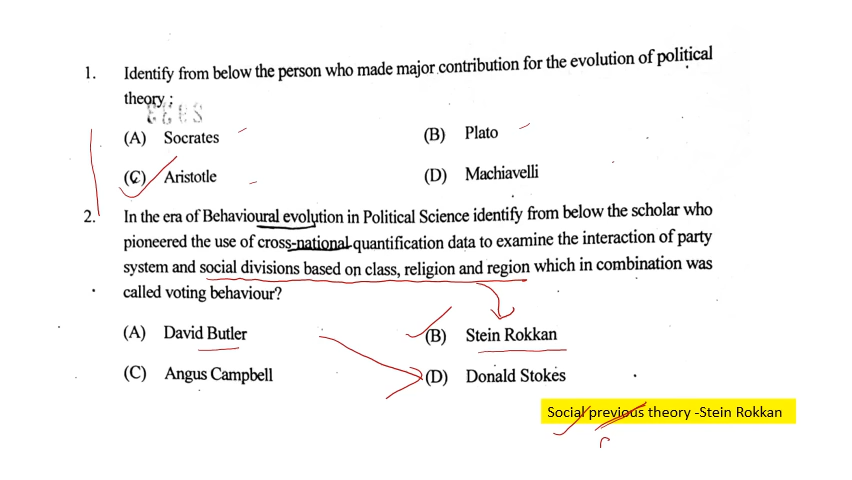 1. Identify from below the person who made major contribution for the evolution of political
theory :
(A) Socrates (B) Plato
(C) Aristotle (D) Machiavelli
2. In the era of Behavioural evolution in Political Science identify from below the scholar who
pioneered the use of cross-national quantification data to examine the interaction of party
system and social divisions based on class, religion and region which in combination was
called voting behaviour?
(A) David Butler (B) Stein Rokkan
(C) Angus Campbell (D) Donald Stokes
Social previous theory -Stein Rokkan